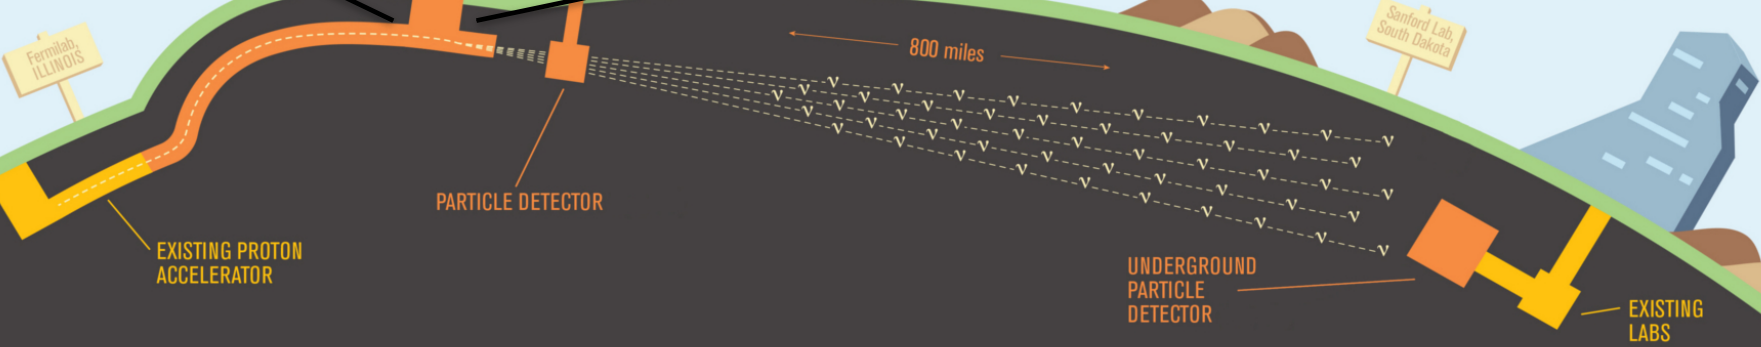 Fermilab,
ILLINOIS
800 miles
Sanford Lab,
South Dakota
PARTICLE DETECTOR
EXISTING PROTON
ACCELERATOR
UNDERGROUND
PARTICLE
DETECTOR
EXISTING
LABS
ν ν ν ν ν ν ν ν ν ν
ν ν ν ν ν ν ν ν ν
ν ν ν ν ν ν ν ν ν ν
ν ν ν ν ν ν ν ν ν
ν ν ν ν ν ν ν ν ν ν